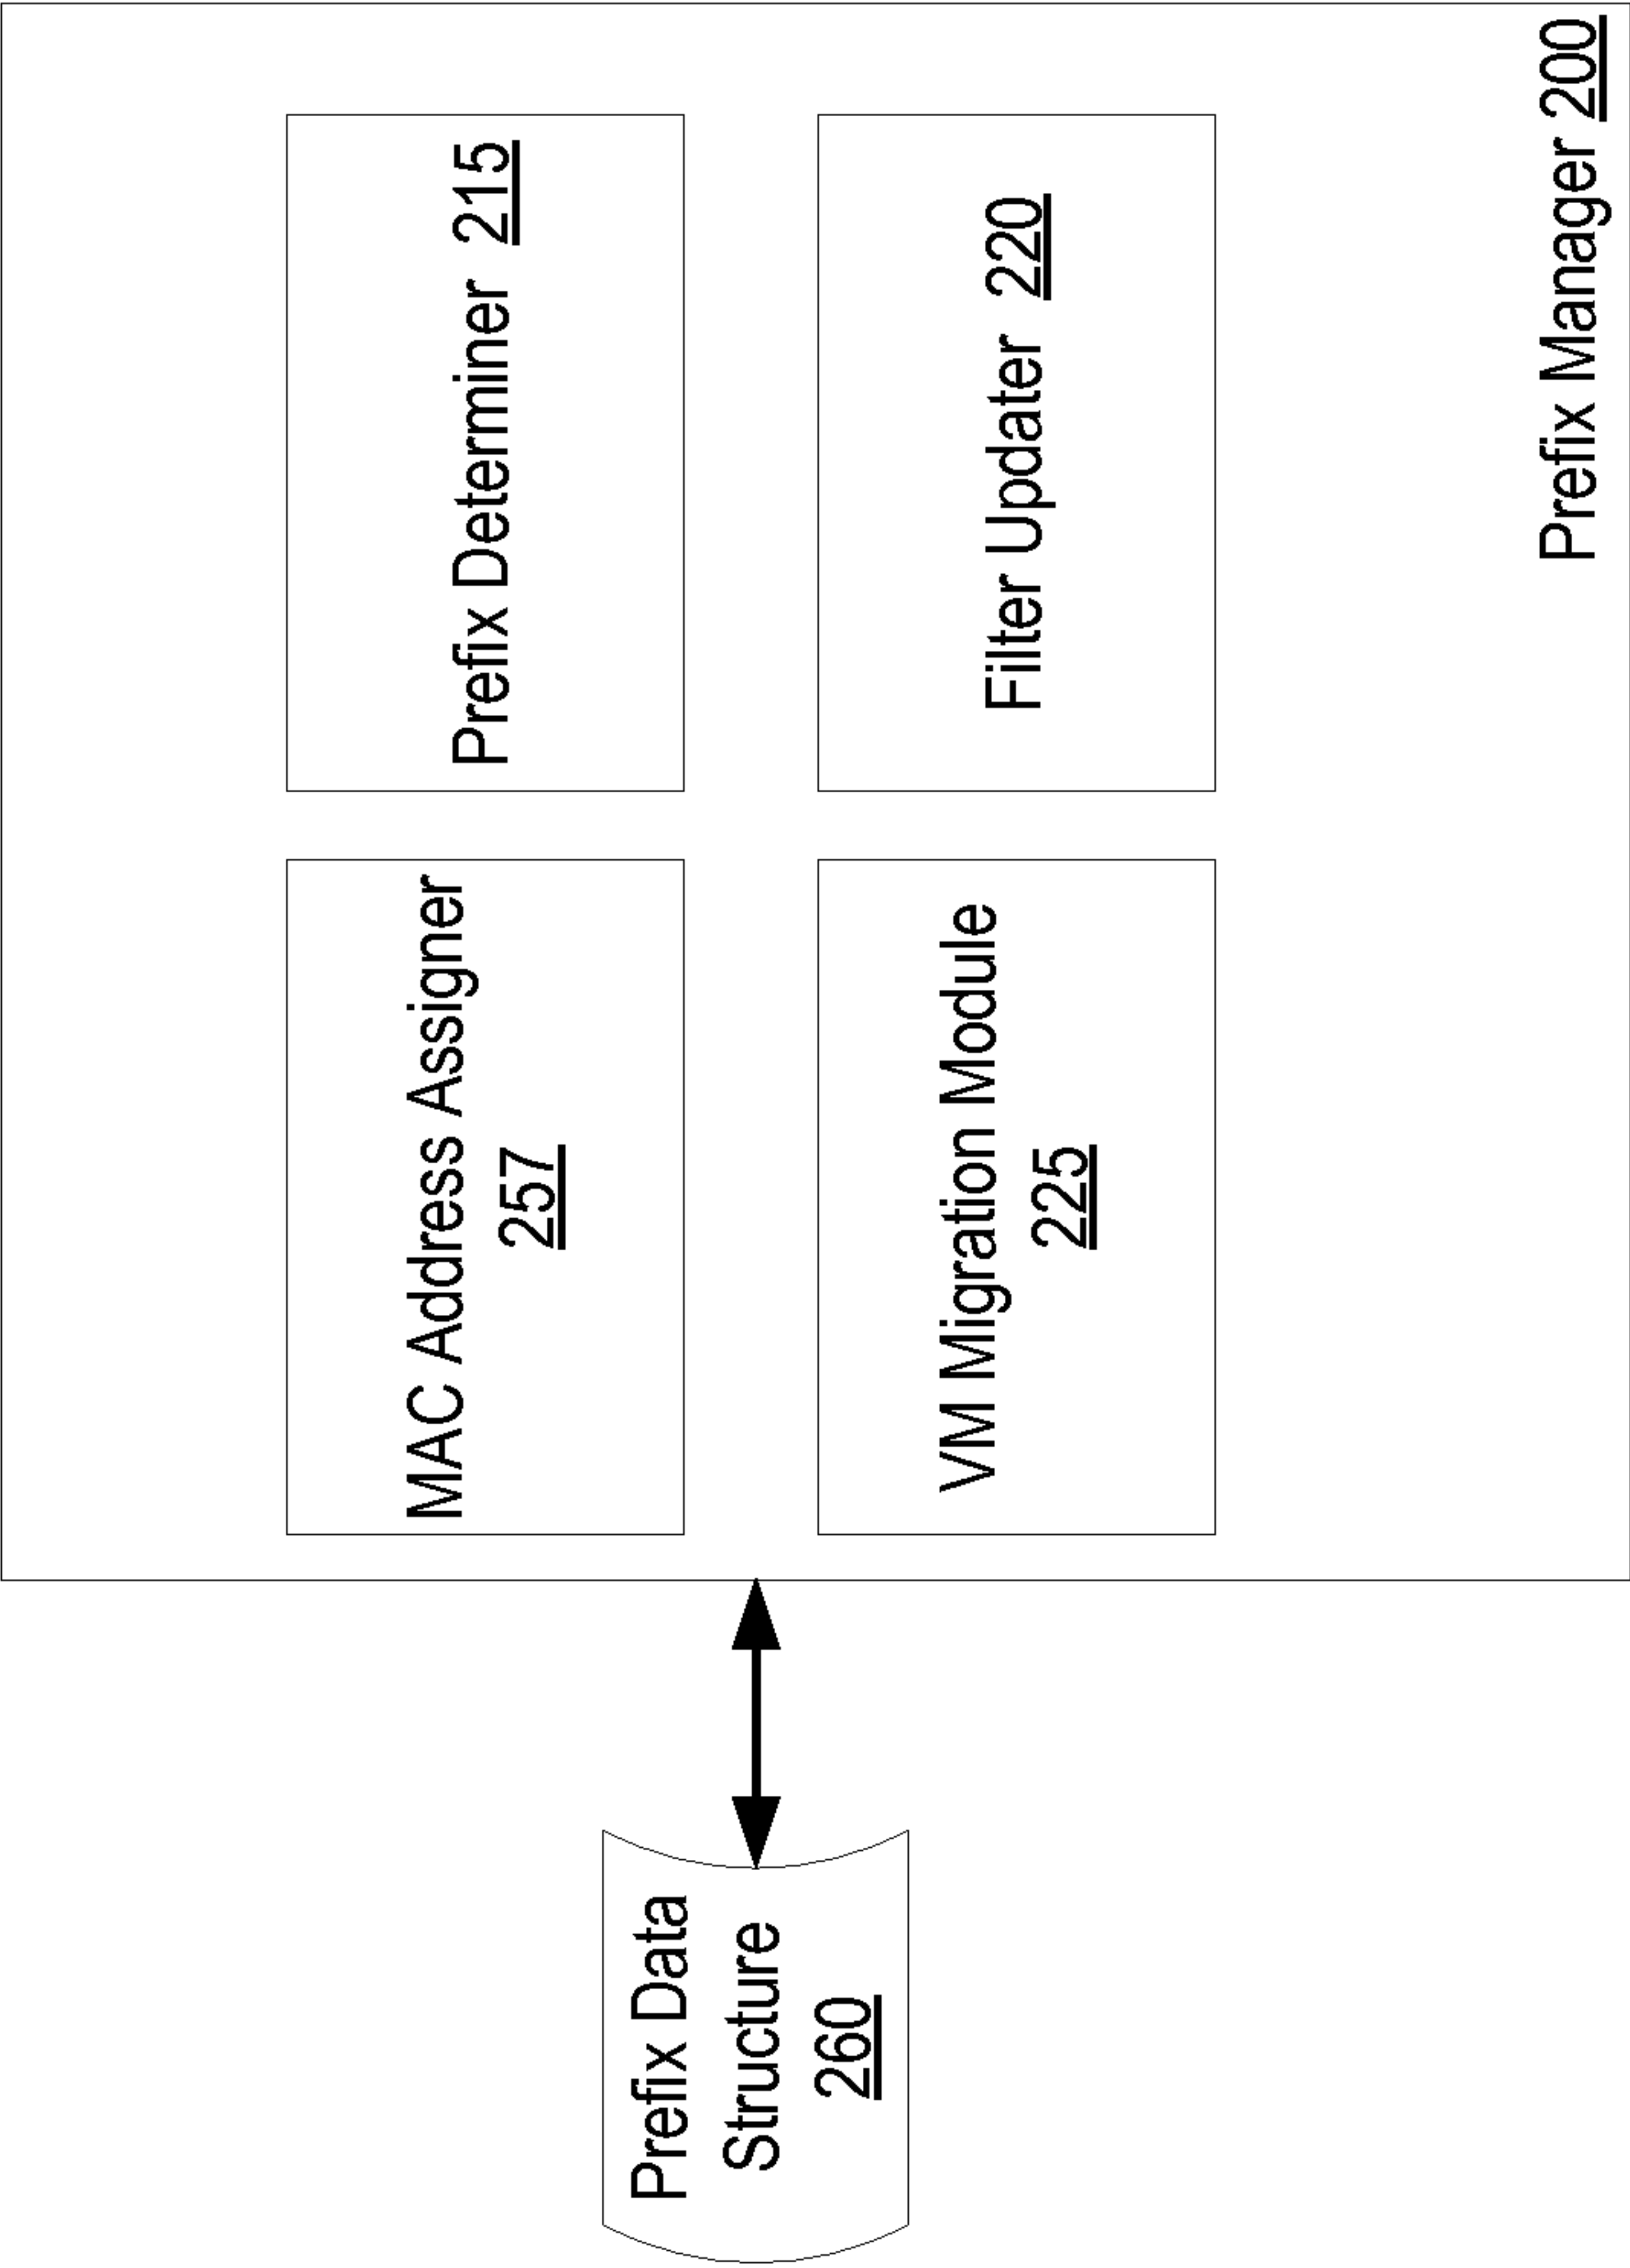 Prefix Data
Structure
260
MAC Address Assigner
257
Prefix Determiner 215
VM Migration Module
225
Filter Updater 220
Prefix Manager 200